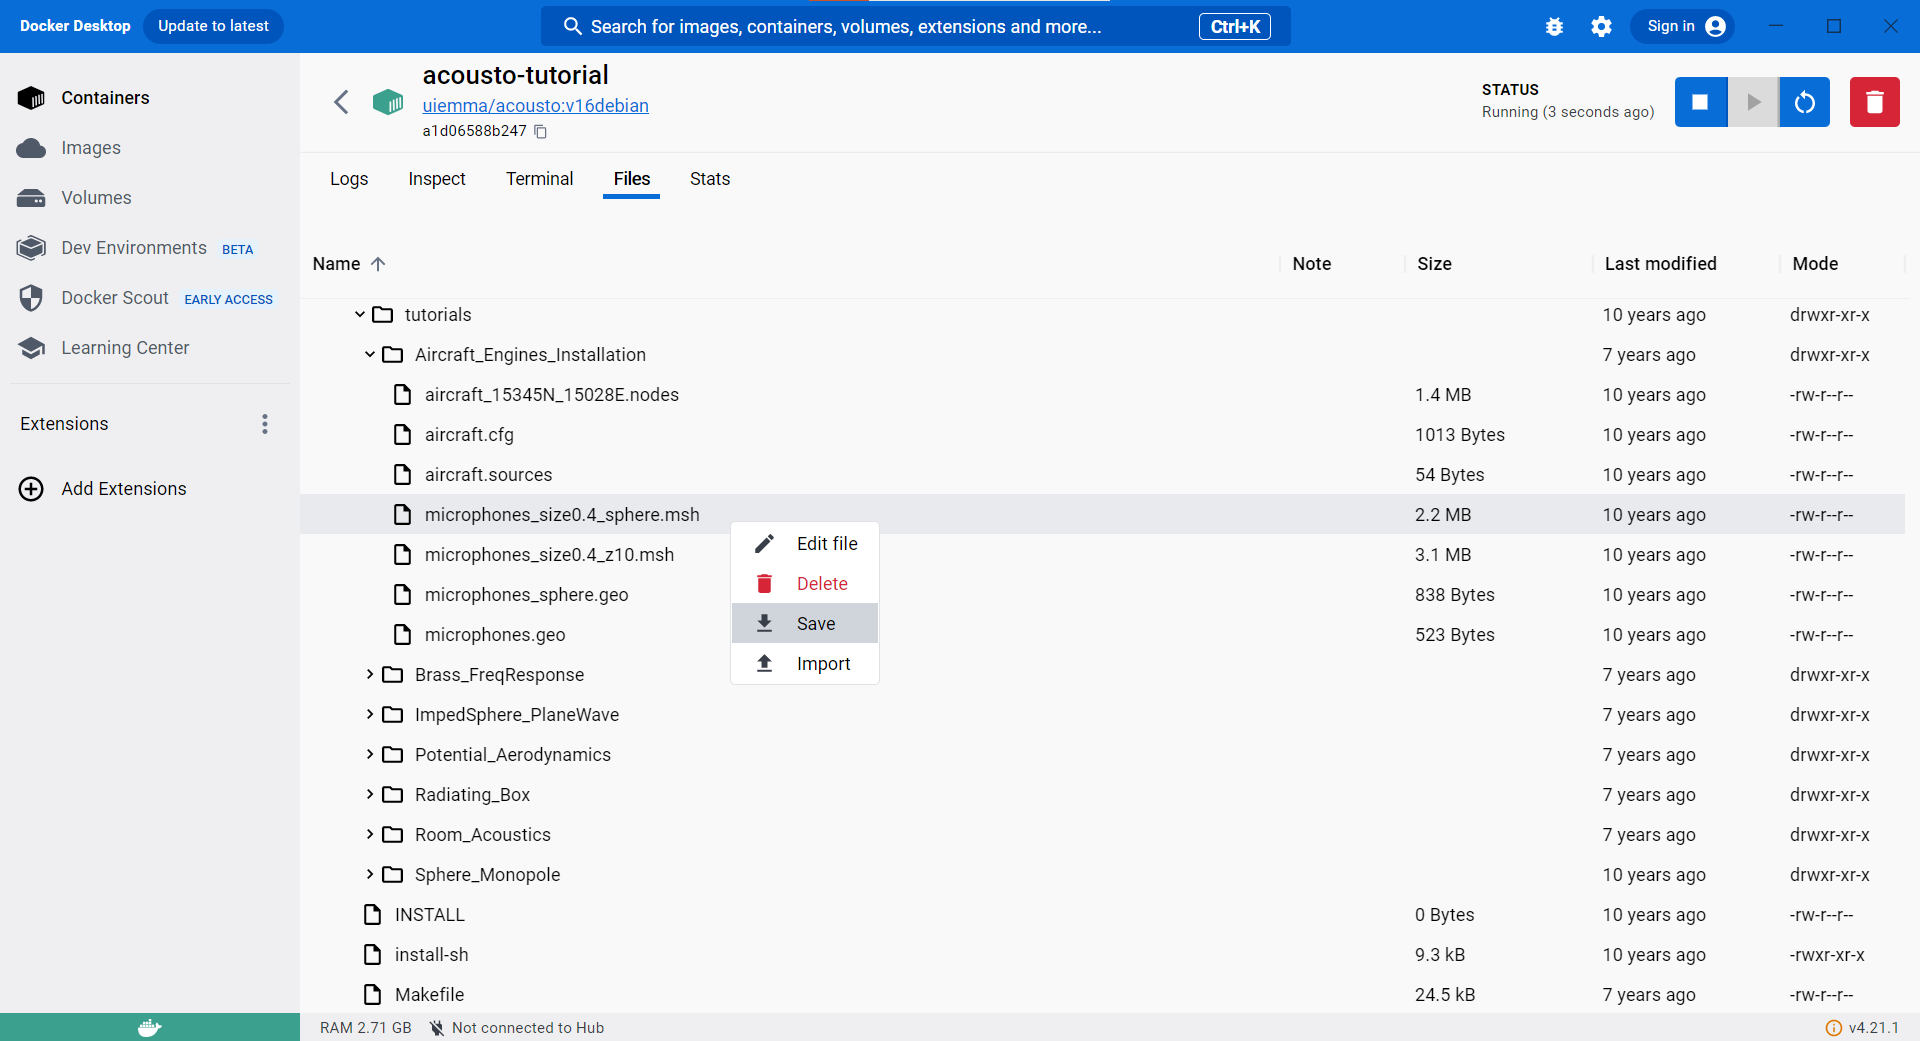 Docker Desktop
Update to latest
Search for images, containers, volumes, extensions and more...
Ctrl+K
Sign in
Containers
Images
Volumes
Dev Environments BETA
Docker Scout EARLY ACCESS
Learning Center
Extensions
Add Extensions
acousto-tutorial
uiemma/acousto:v16debian
a1d06588b247
STATUS
Running (3 seconds ago)
Logs Inspect Terminal Files Stats
Name Note Size Last modified Mode
tutorials 10 years ago drwxr-xr-x
Aircraft_Engines_Installation 7 years ago drwxr-xr-x
aircraft_15345N_15028E.nodes 1.4 MB 10 years ago -rw-r--r--
aircraft.cfg 1013 Bytes 10 years ago -rw-r--r--
aircraft.sources 54 Bytes 10 years ago -rw-r--r--
microphones_size0.4_sphere.msh 2.2 MB 10 years ago -rw-r--r--
microphones_size0.4_z10.msh 3.1 MB 10 years ago -rw-r--r--
microphones_sphere.geo 838 Bytes 10 years ago -rw-r--r--
microphones.geo 523 Bytes 10 years ago -rw-r--r--
Brass_FreqResponse 7 years ago drwxr-xr-x
ImpedSphere_PlaneWave 7 years ago drwxr-xr-x
Potential_Aerodynamics 7 years ago drwxr-xr-x
Radiating_Box 7 years ago drwxr-xr-x
Room_Acoustics 7 years ago drwxr-xr-x
Sphere_Monopole 10 years ago drwxr-xr-x
INSTALL 0 Bytes 10 years ago -rw-r--r--
install-sh 9.3 kB 10 years ago -rwxr-xr-x
Makefile 24.5 kB 7 years ago -rw-r--r--
Edit file
Delete
Save
Import
RAM 2.71 GB Not connected to Hub v4.21.1